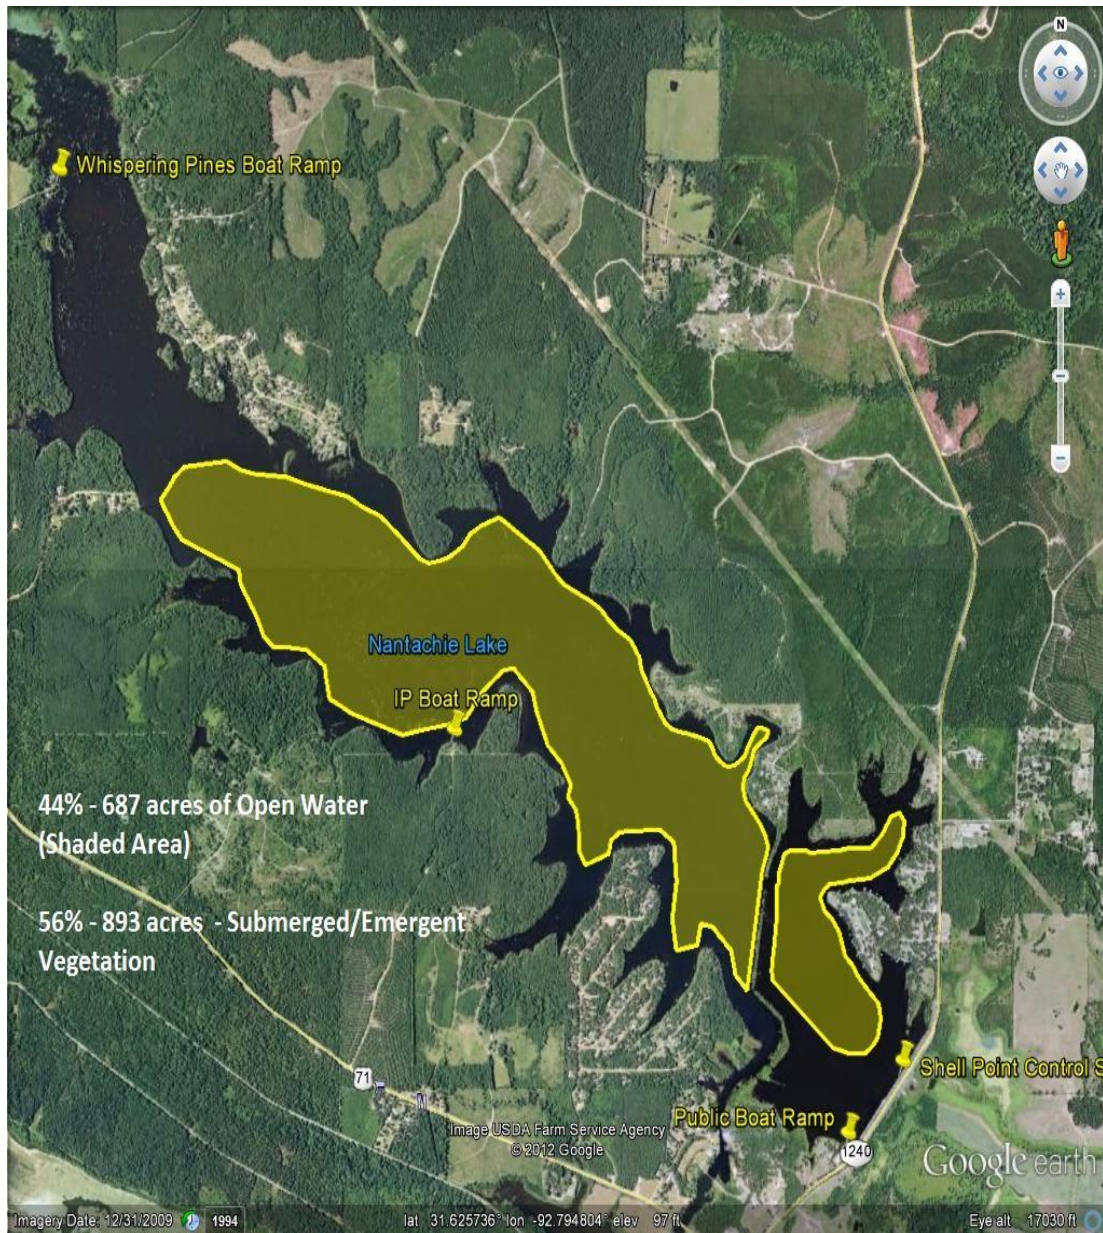 N
Whispering Pines Boat Ramp
Nantachie Lake
IP Boat Ramp
44% - 687 acres of Open Water
(Shaded Area)
56% - 893 acres - Submerged/Emergent
Vegetation
Shell Point Control S
71
Public Boat Ramp
Image USDA Farm Service Agency
© 2012 Google
1240
Google earth
Imagery Date: 12/31/2009 1994 lat 31.625736° lon -92.794804° elev 97 ft Eye alt 17030 ft